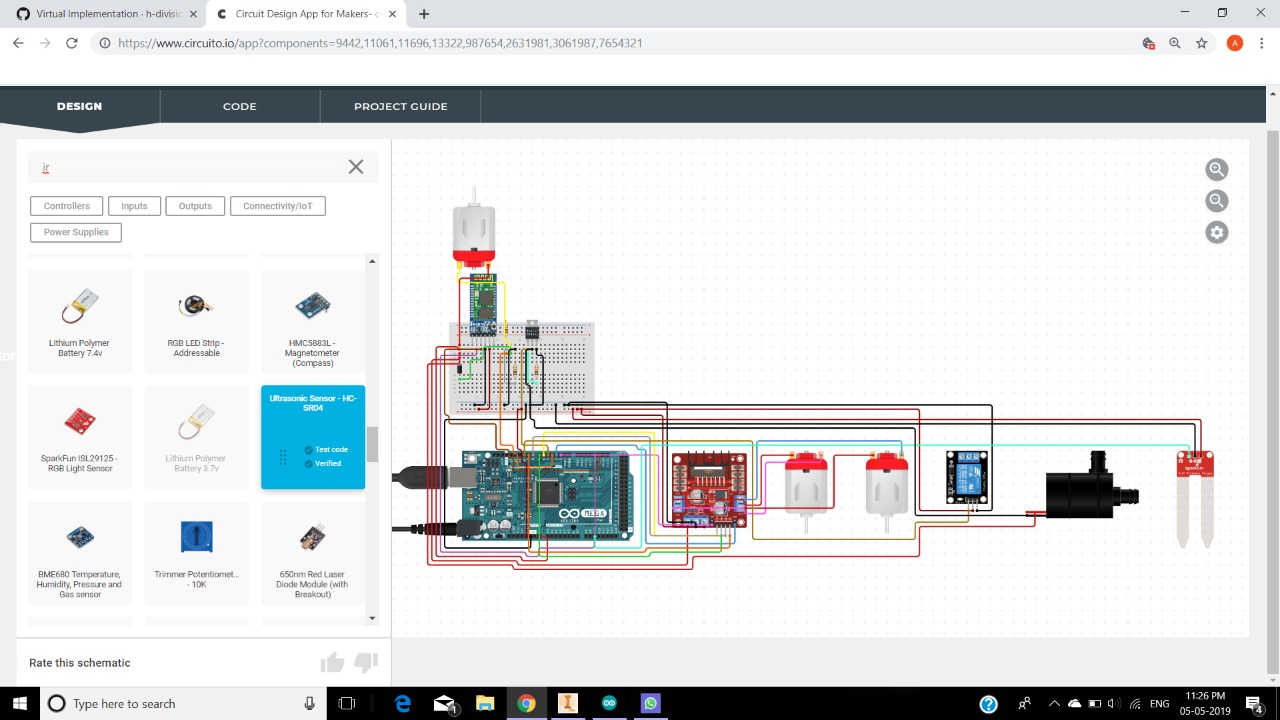 Virtual Implementation - h-divisio
Circuit Design App for Makers- c
https://www.circuito.io/app?components=9442,11061,11696,13322,987654,2631981,3061987,7654321
A
DESIGN
CODE
PROJECT GUIDE
ir
Controllers
Inputs
Outputs
Connectivity/IoT
Power Supplies
tor
Lithium Polymer
Battery 7.4v
RGB LED Strip -
Addressable
HMC5883L -
Magnetometer
(Compass)
SparkFun ISL29125 -
RGB Light Sensor
Lithium Polymer
Battery 3.7v
Ultrasonic Sensor - HC-
SR04
Test code
Verified
BME680 Temperature,
Humidity, Pressure and
Gas sensor
Trimmer Potentiomet...
- 10K
650nm Red Laser
Diode Module (with
Breakout)
MEGA
Rate this schematic
Type here to search
1
ENG
11:26 PM
05-05-2019
4